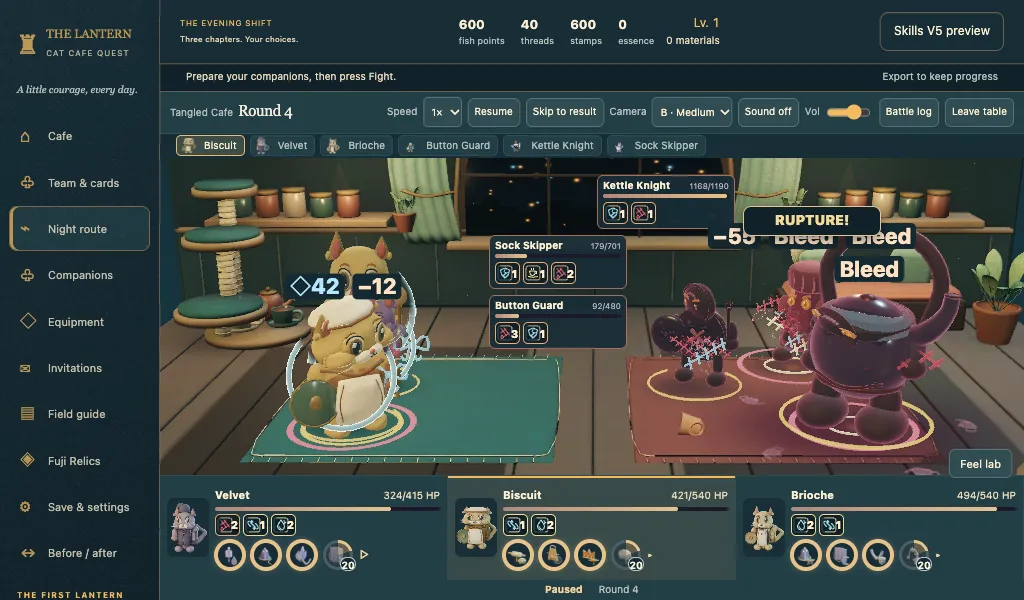 THE LANTERN
CAT CAFE QUEST
A little courage, every day.
Cafe
Team & cards
Night route
Companions
Equipment
Invitations
Field guide
Fuji Relics
Save & settings
Before / after
THE FIRST LANTERN
THE EVENING SHIFT
Three chapters. Your choices.
600 fish points
40 threads
600 stamps
0 essence
Lv. 1
0 materials
Skills V5 preview
Prepare your companions, then press Fight.
Export to keep progress
Tangled Cafe Round 4
Speed 1x Resume Skip to result Camera B · Medium Sound off Vol Battle log Leave table
Biscuit Velvet Brioche Button Guard Kettle Knight Sock Skipper
Kettle Knight 1168/1190
1 1
RUPTURE!
−55 Bleed Bleed
Bleed
Sock Skipper 179/701
1 1 2
Button Guard 92/480
3 1
42 −12
Feel lab
Velvet 324/415 HP
2 1 2
20
Biscuit 421/540 HP
1 2
20
Brioche 494/540 HP
2 1
20
Paused Round 4